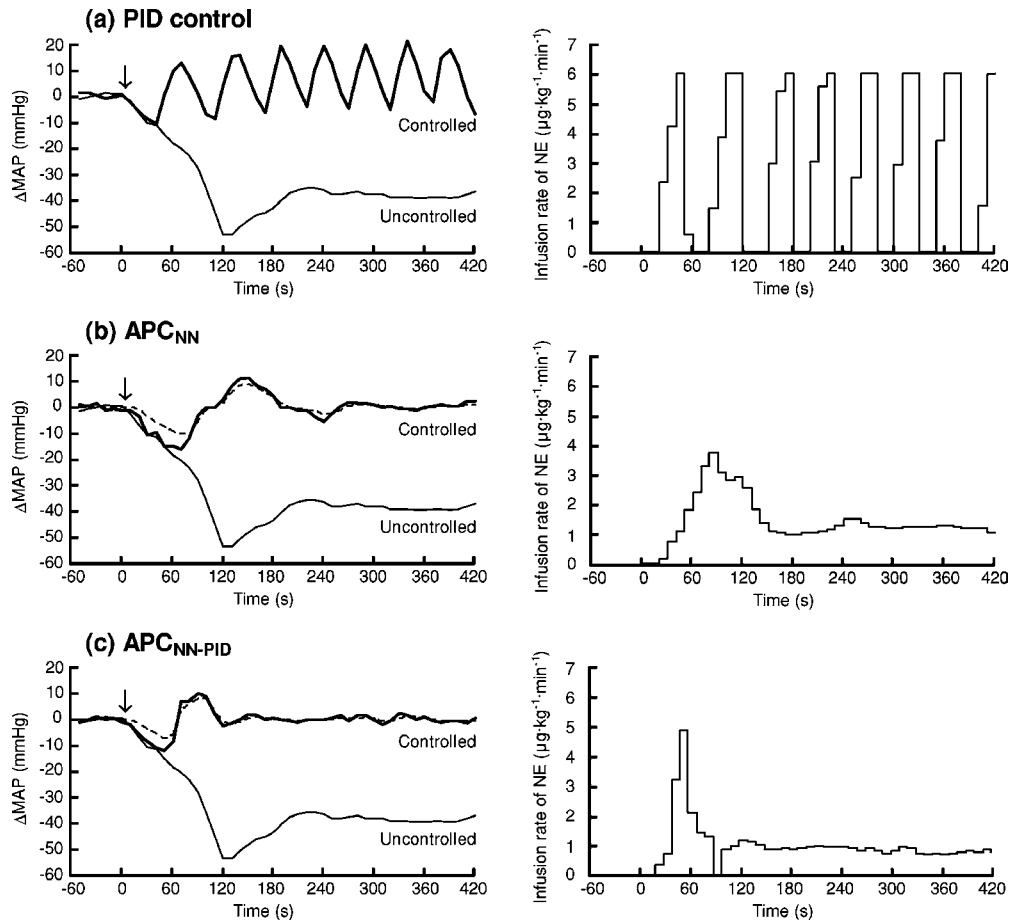 (a) PID control
20
10
0
-10
-20
-30
-40
-50
-60
ΔMAP (mmHg)
Controlled
Uncontrolled
-60 0 60 120 180 240 300 360 420
Time (s)
7
6
5
4
3
2
1
0
Infusion rate of NE (µg·kg⁻¹·min⁻¹)
-60 0 60 120 180 240 300 360 420
Time (s)
(b) APC_NN
20
10
0
-10
-20
-30
-40
-50
-60
ΔMAP (mmHg)
Controlled
Uncontrolled
-60 0 60 120 180 240 300 360 420
Time (s)
7
6
5
4
3
2
1
0
Infusion rate of NE (µg·kg⁻¹·min⁻¹)
-60 0 60 120 180 240 300 360 420
Time (s)
(c) APC_NN-PID
20
10
0
-10
-20
-30
-40
-50
-60
ΔMAP (mmHg)
Controlled
Uncontrolled
-60 0 60 120 180 240 300 360 420
Time (s)
7
6
5
4
3
2
1
0
Infusion rate of NE (µg·kg⁻¹·min⁻¹)
-60 0 60 120 180 240 300 360 420
Time (s)